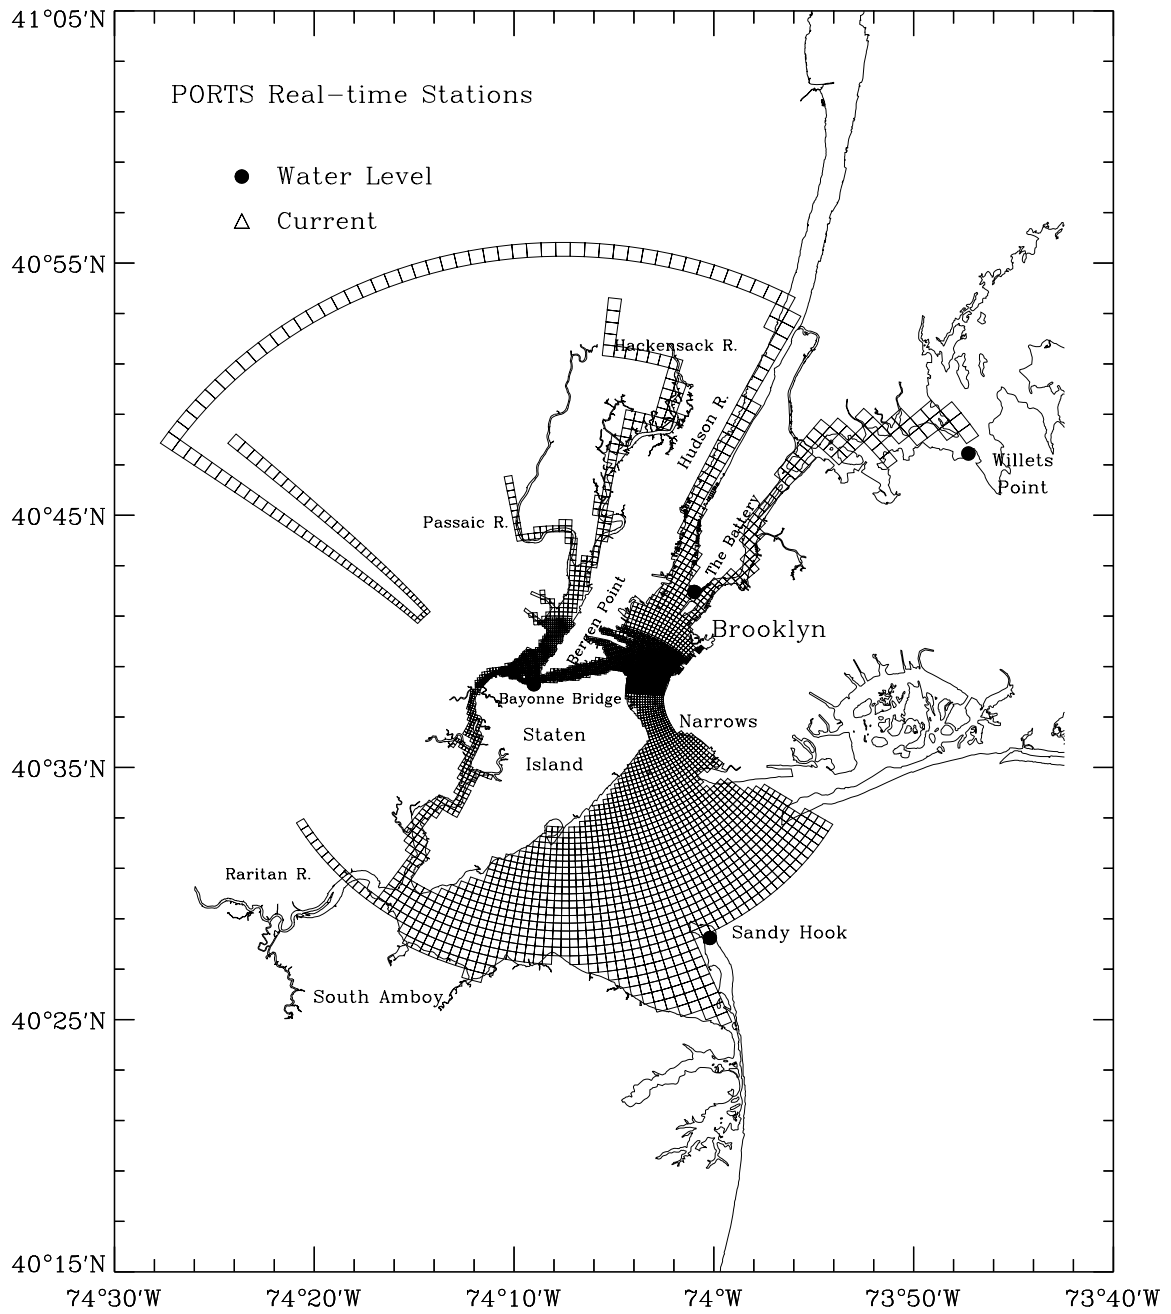 41°05′N
PORTS Real-time Stations
Water Level
Current
40°55′N
Hackensack R.
Hudson R.
Willets
Point
40°45′N
Passaic R.
The Battery
Bergen Point
Brooklyn
Bayonne Bridge
Narrows
Staten
Island
40°35′N
Raritan R.
Sandy Hook
South Amboy
40°25′N
40°15′N
74°30′W 74°20′W 74°10′W 74°W 73°50′W 73°40′W